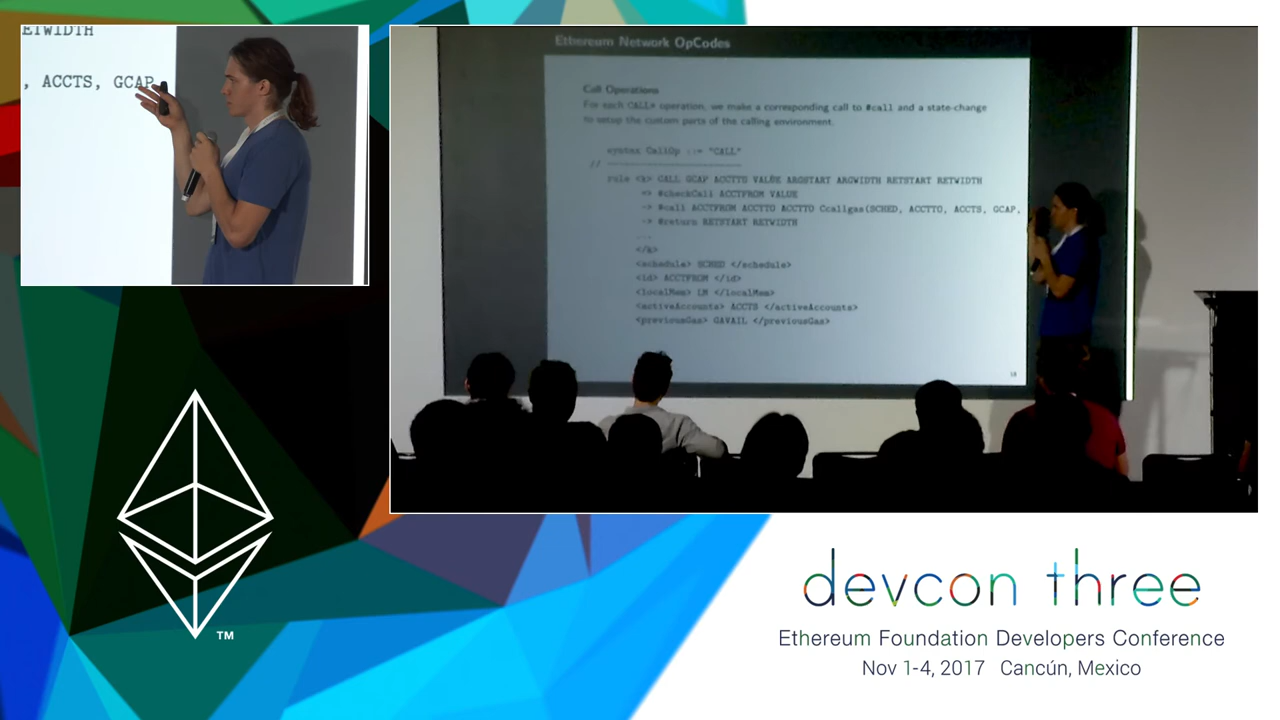 ETWIDTH
, ACCTS, GCAP,
Ethereum Network OpCodes
Call Operations
For each CALL* operation, we make a corresponding call to #call and a state-change
to setup the custom parts of the calling environment.
syntax CallOp ::= "CALL"
// ------------------------
rule <k> CALL GCAP ACCTTO VALUE ARGSTART ARGWIDTH RETSTART RETWIDTH
=> #checkCall ACCTFROM VALUE
~> #call ACCTFROM ACCTTO ACCTTO Ccallgas(SCHED, ACCTTO, ACCTS, GCAP,
~> #return RETSTART RETWIDTH
...
</k>
<schedule> SCHED </schedule>
<id> ACCTFROM </id>
<localMem> LM </localMem>
<activeAccounts> ACCTS </activeAccounts>
<previousGas> GAVAIL </previousGas>
18
TM
devcon three
Ethereum Foundation Developers Conference
Nov 1-4, 2017 Cancún, Mexico